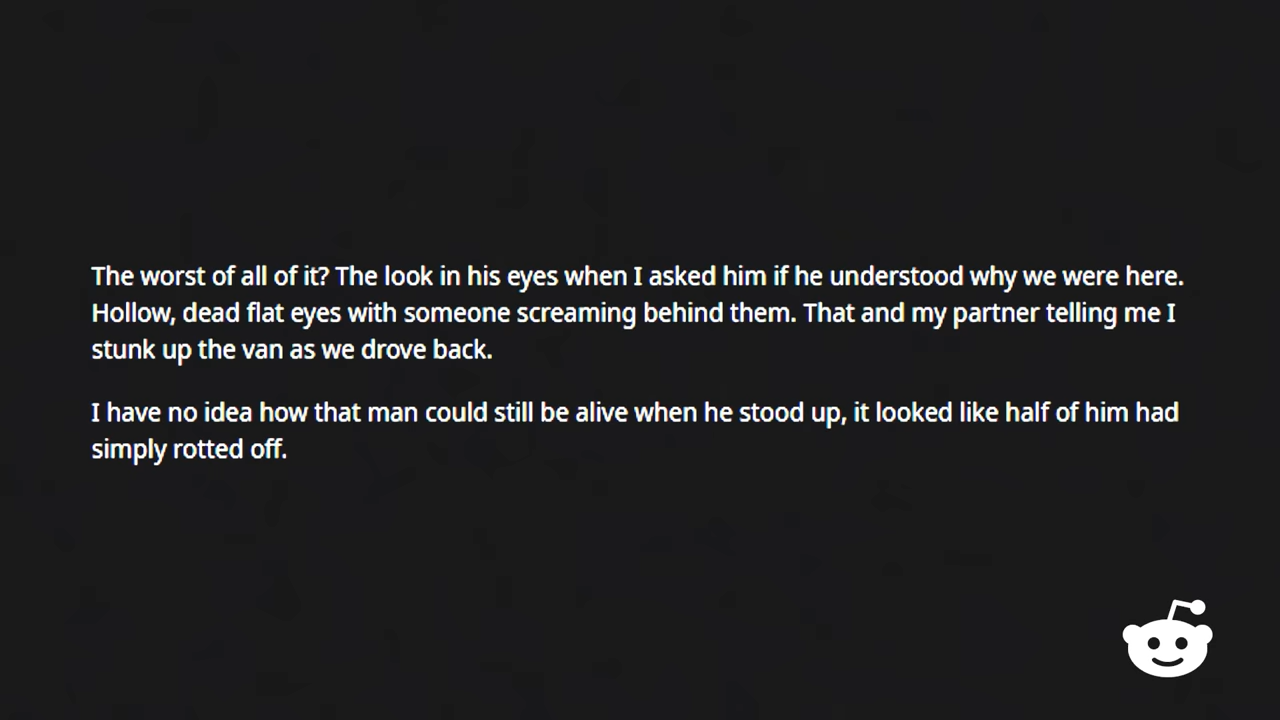 The worst of all of it? The look in his eyes when I asked him if he understood why we were here.
Hollow, dead flat eyes with someone screaming behind them. That and my partner telling me I
stunk up the van as we drove back.
I have no idea how that man could still be alive when he stood up, it looked like half of him had
simply rotted off.